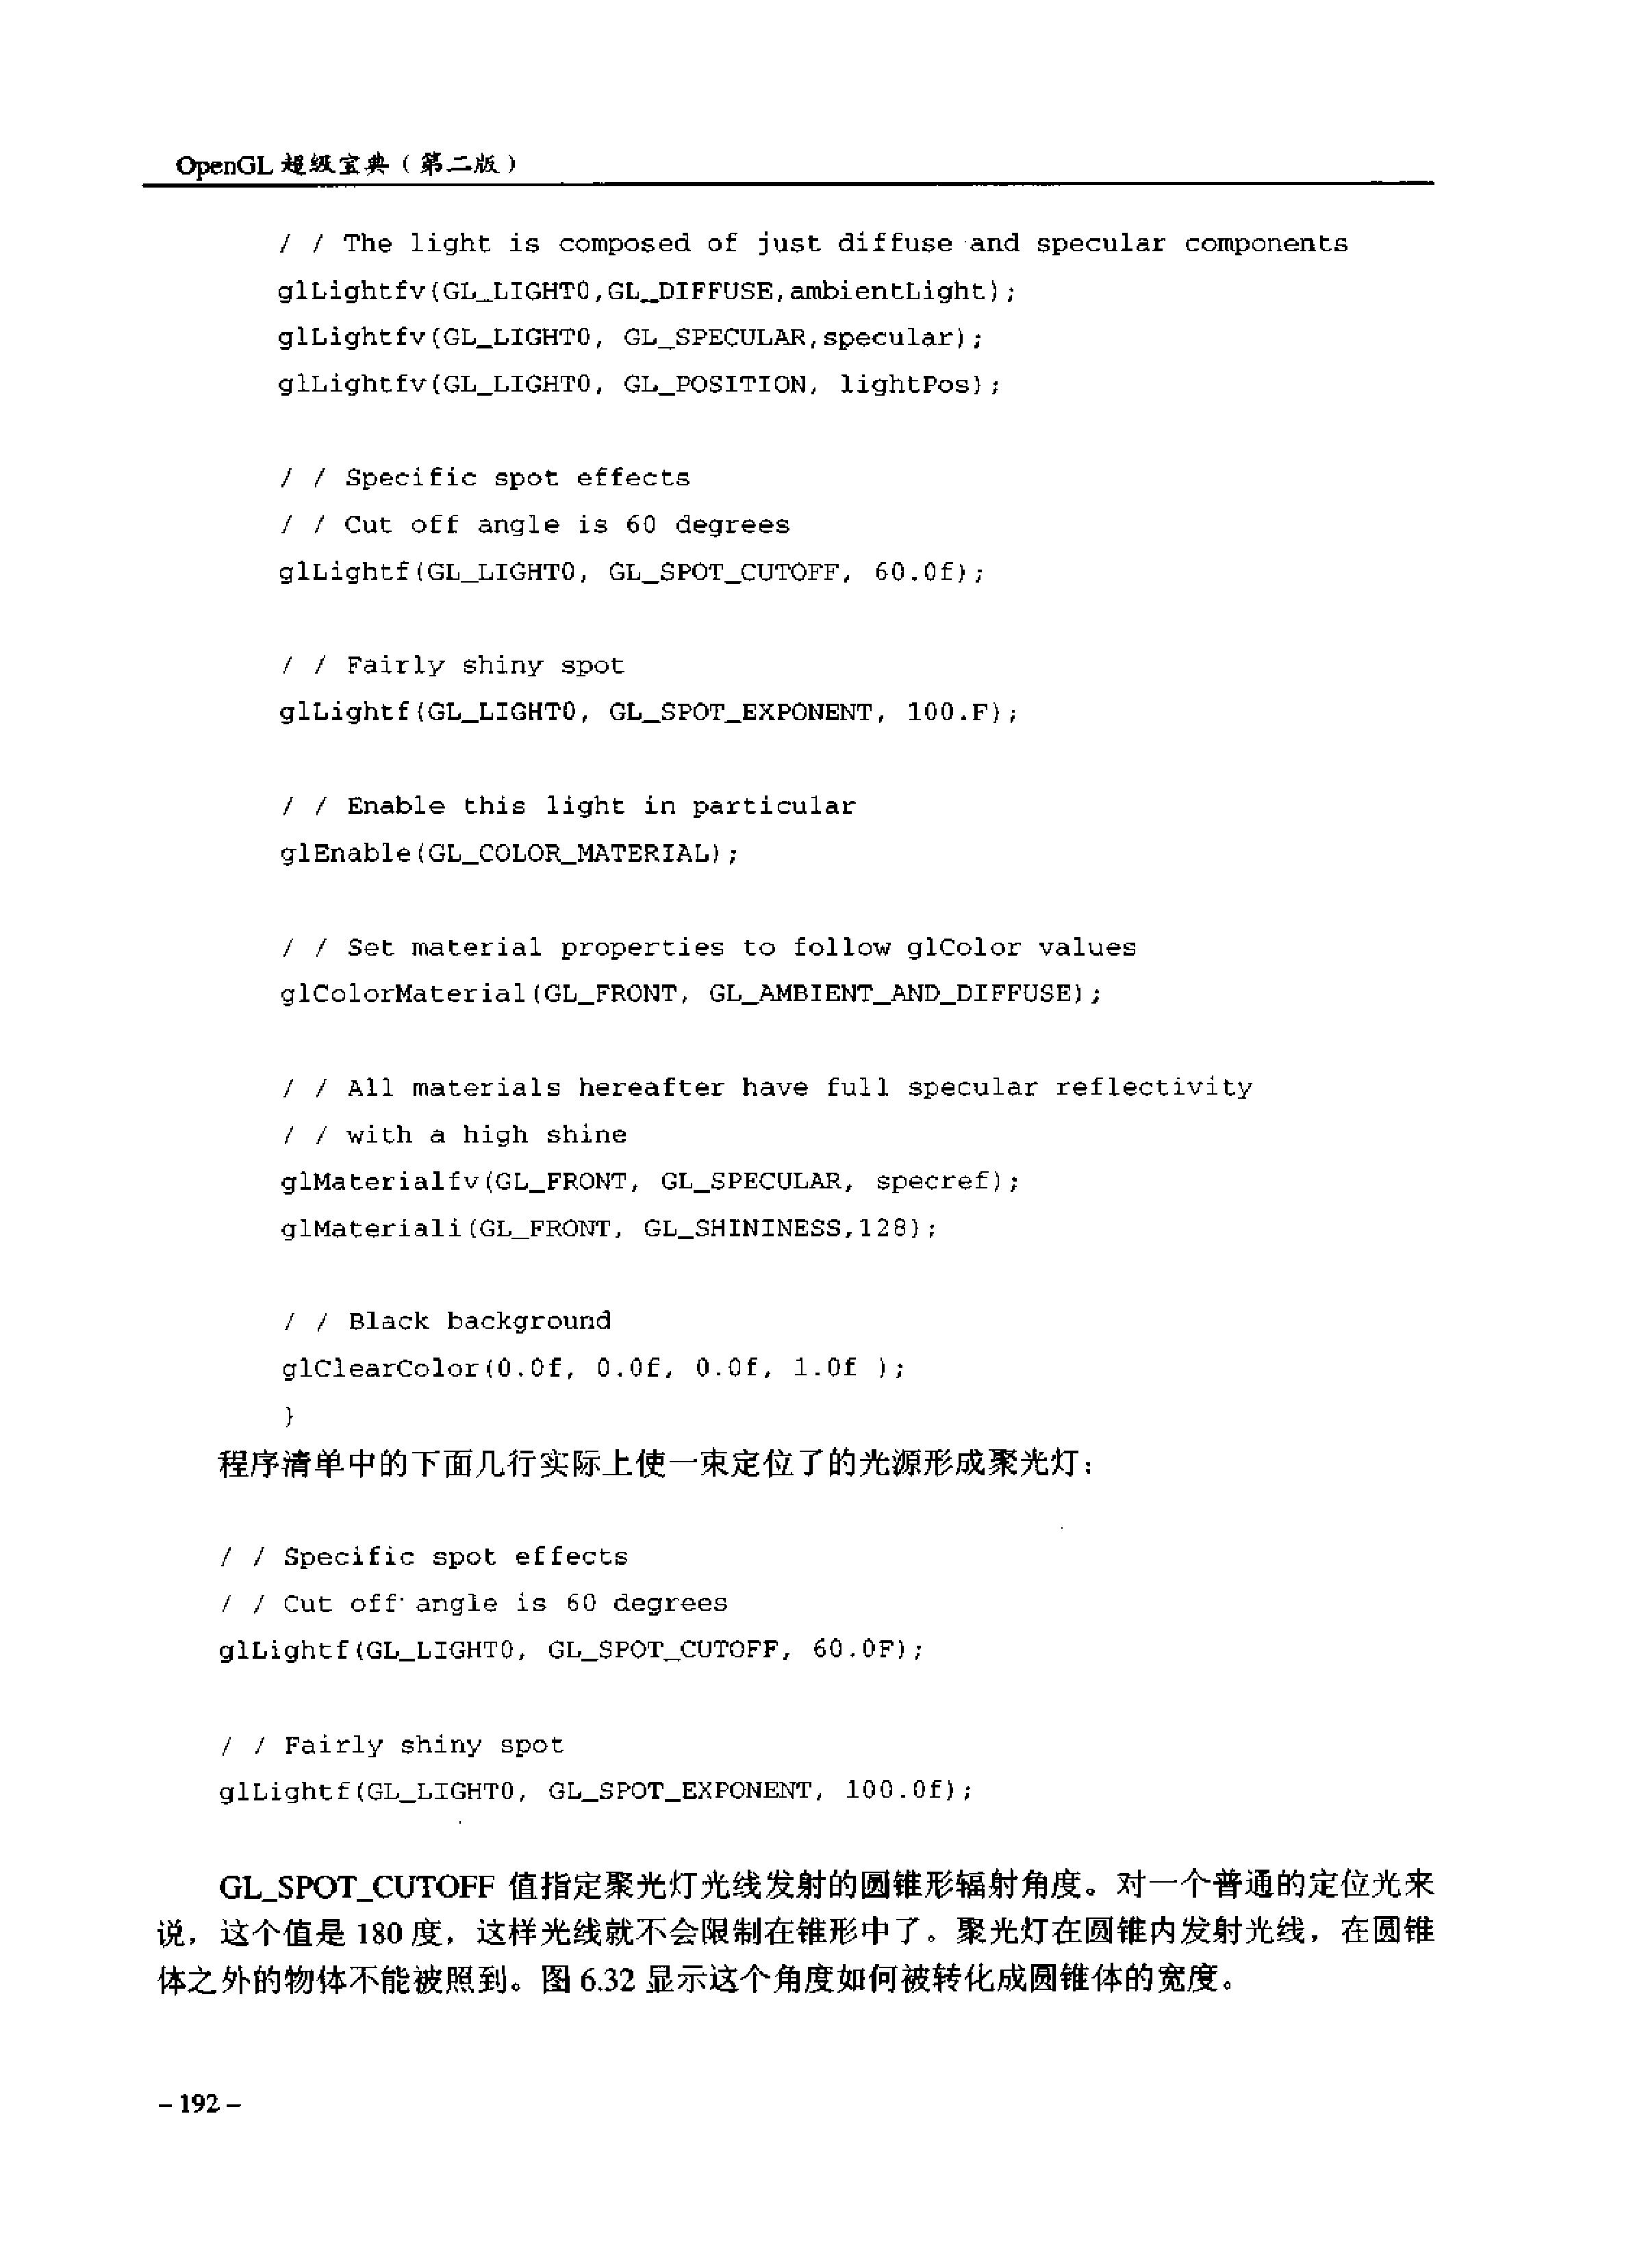 OpenGL 超级宝典（第二版）
/ / The light is composed of just diffuse and specular components
glLightfv(GL_LIGHT0,GL_DIFFUSE,ambientLight);
glLightfv(GL_LIGHT0, GL_SPECULAR,specular);
glLightfv(GL_LIGHT0, GL_POSITION, lightPos);
/ / Specific spot effects
/ / Cut off angle is 60 degrees
glLightf(GL_LIGHT0, GL_SPOT_CUTOFF, 60.0f);
/ / Fairly shiny spot
glLightf(GL_LIGHT0, GL_SPOT_EXPONENT, 100.F);
/ / Enable this light in particular
glEnable(GL_COLOR_MATERIAL);
/ / Set material properties to follow glColor values
glColorMaterial(GL_FRONT, GL_AMBIENT_AND_DIFFUSE);
/ / All materials hereafter have full specular reflectivity
/ / with a high shine
glMaterialfv(GL_FRONT, GL_SPECULAR, specref);
glMateriali(GL_FRONT, GL_SHININESS,128);
/ / Black background
glClearColor(0.0f, 0.0f, 0.0f, 1.0f );
}
程序清单中的下面几行实际上使一束定位了的光源形成聚光灯：
/ / Specific spot effects
/ / Cut off angle is 60 degrees
glLightf(GL_LIGHT0, GL_SPOT_CUTOFF, 60.0F);
/ / Fairly shiny spot
glLightf(GL_LIGHT0, GL_SPOT_EXPONENT, 100.0f);
GL_SPOT_CUTOFF 值指定聚光灯光线发射的圆锥形辐射角度。对一个普通的定位光来
说，这个值是 180 度，这样光线就不会限制在锥形中了。聚光灯在圆锥内发射光线，在圆锥
体之外的物体不能被照到。图 6.32 显示这个角度如何被转化成圆锥体的宽度。
– 192 –